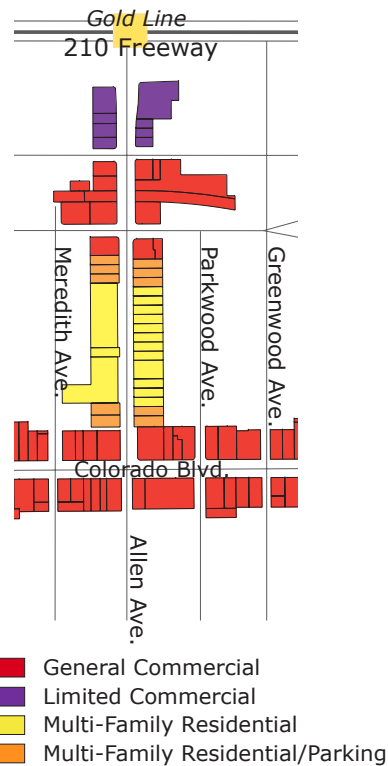 Gold Line
210 Freeway
Meredith Ave.
Parkwood Ave.
Greenwood Ave.
Colorado Blvd.
Allen Ave.
General Commercial
Limited Commercial
Multi-Family Residential
Multi-Family Residential/Parking